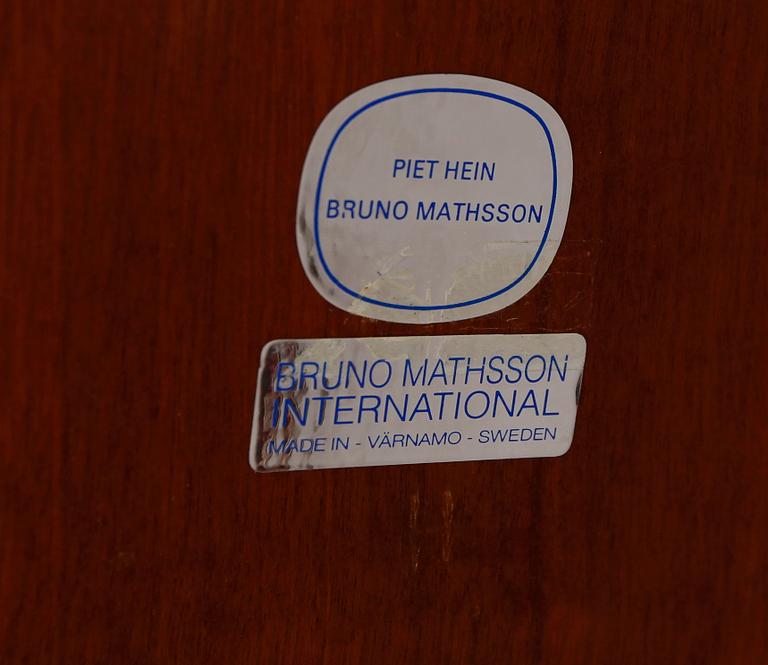 PIET HEIN
BRUNO MATHSSON
BRUNO MATHSSON
INTERNATIONAL
MADE IN - VÄRNAMO - SWEDEN